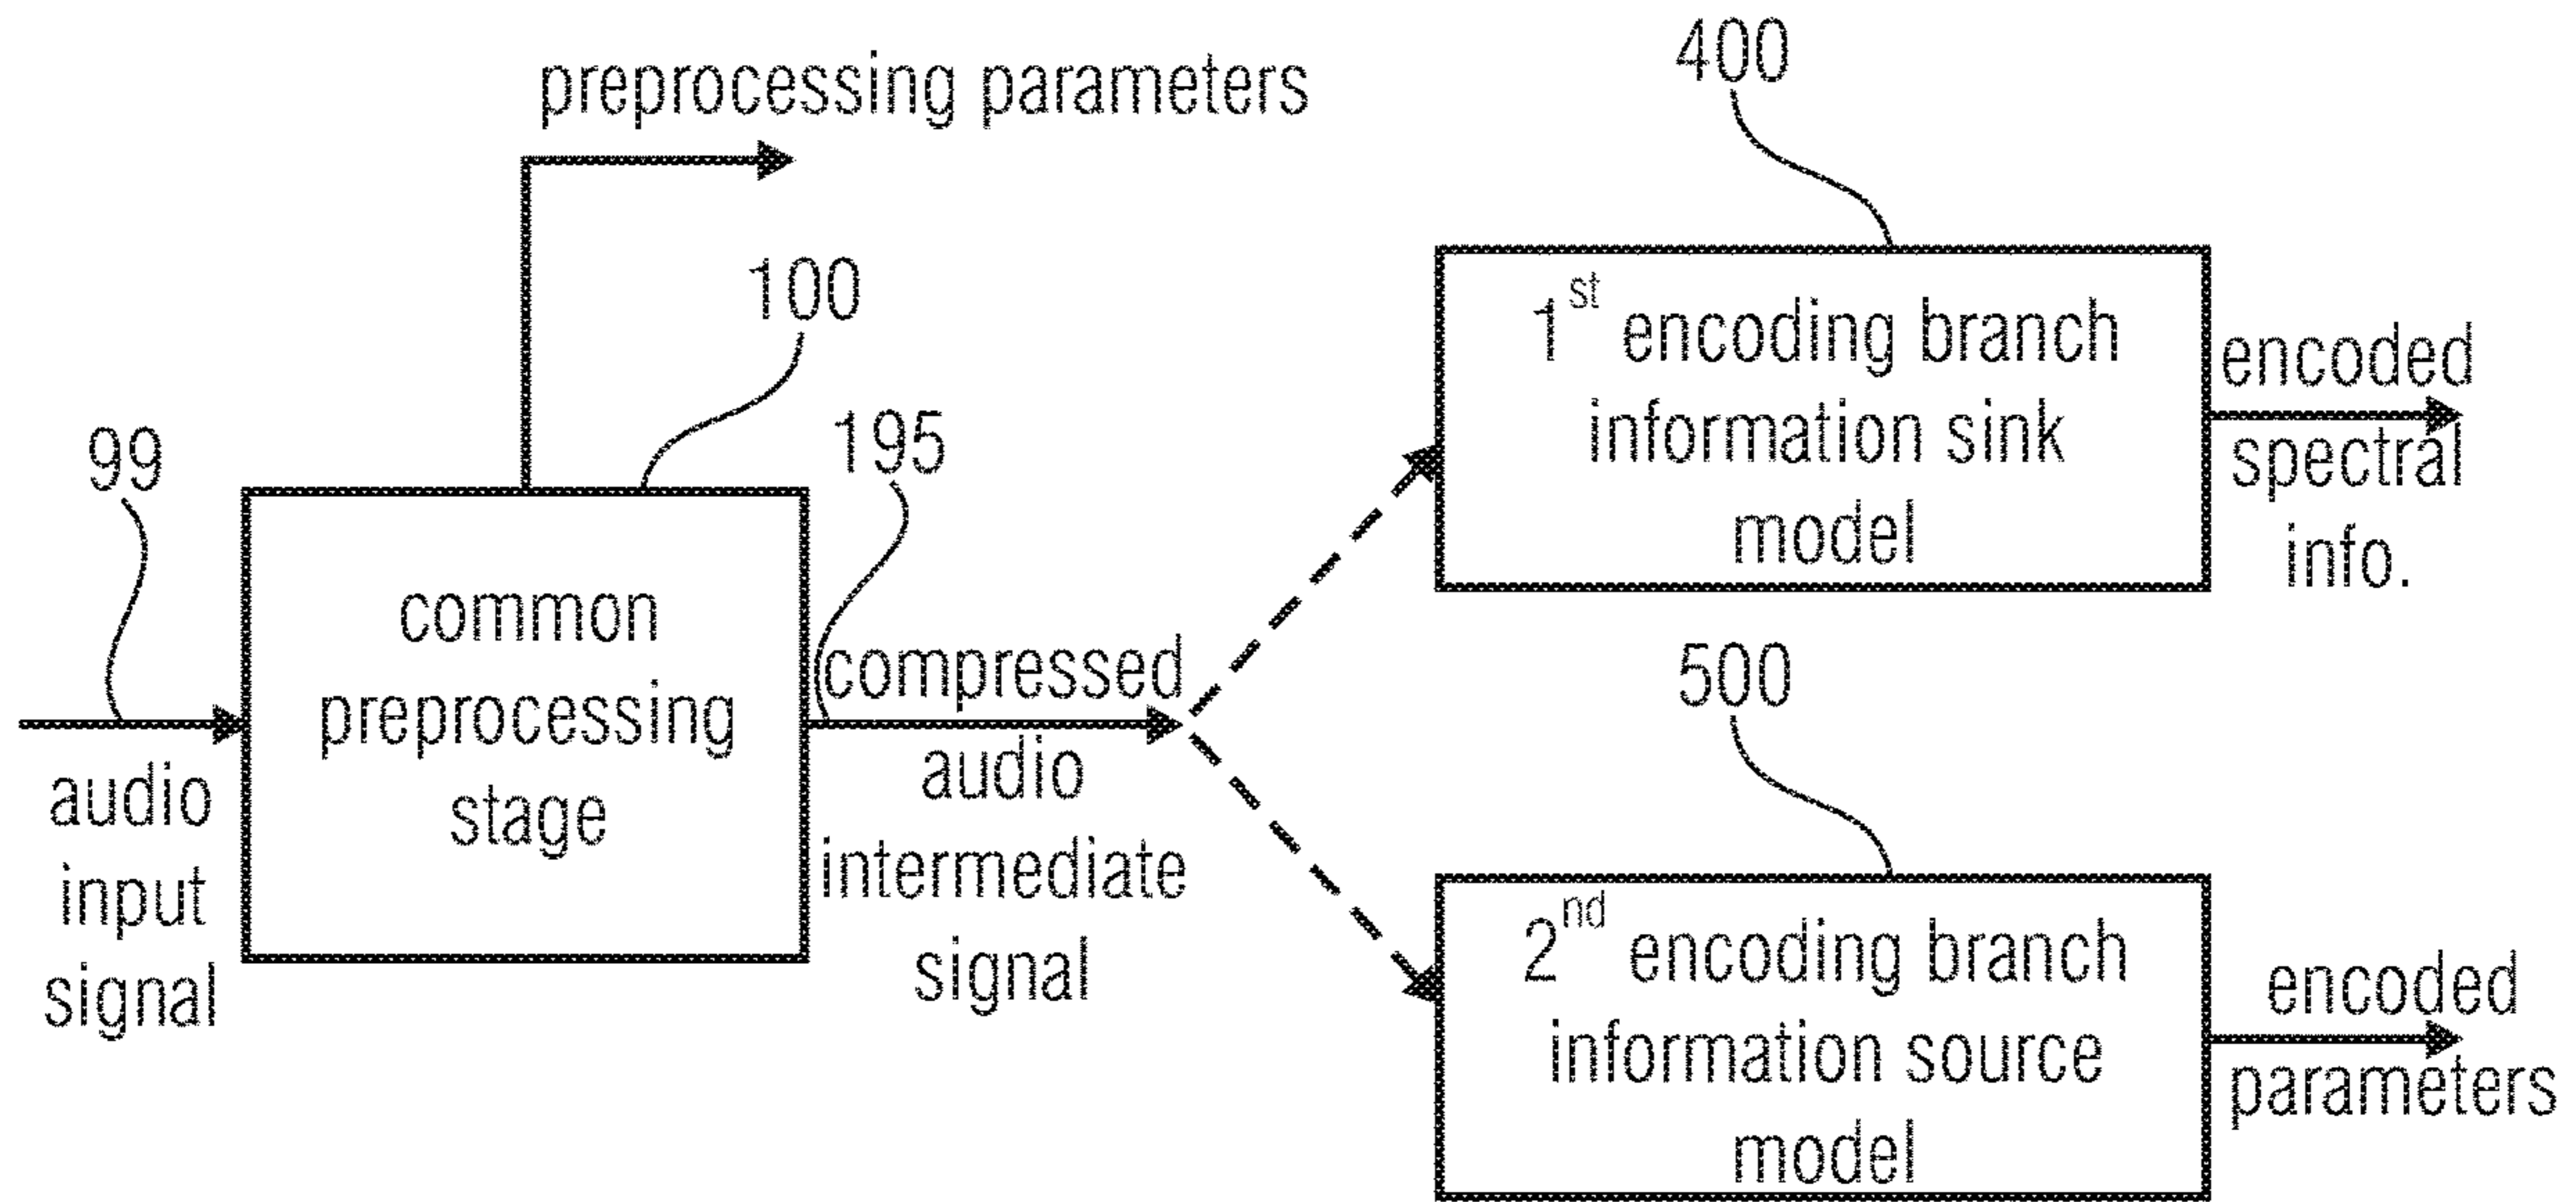 preprocessing parameters
400
100
1st encoding branch
information sink
model
encoded
spectral
info.
99
195
common
preprocessing
stage
audio
input
signal
compressed
audio
intermediate
signal
500
2nd encoding branch
information source
model
encoded
parameters